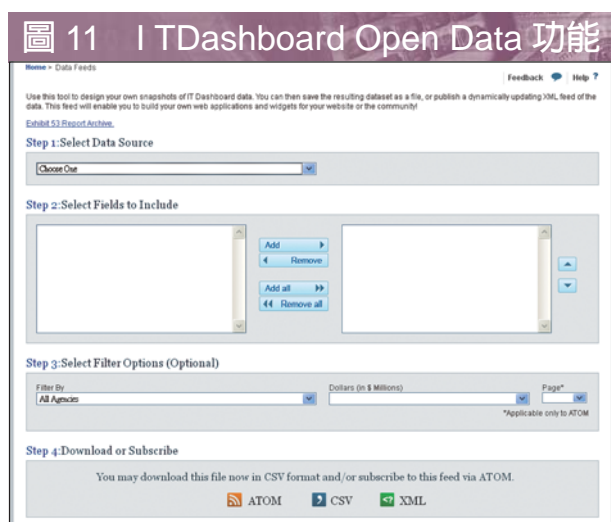 圖 11 I TDashboard Open Data 功能
Home > Data Feeds
Feedback Help ?
Use this tool to design your own snapshots of IT Dashboard data. You can then save the resulting dataset as a file, or publish a dynamically updating XML feed of the
data. This feed will enable you to build your own web applications and widgets for your website or the community!
Exhibit 53 Report Archive.
Step 1:Select Data Source
Choose One
Step 2:Select Fields to Include
Add
Remove
Add all
Remove all
Step 3:Select Filter Options (Optional)
Filter By Dollars (in $ Millions) Page*
All Agencies
*Applicable only to ATOM
Step 4:Download or Subscribe
You may download this file now in CSV format and/or subscribe to this feed via ATOM.
ATOM CSV XML